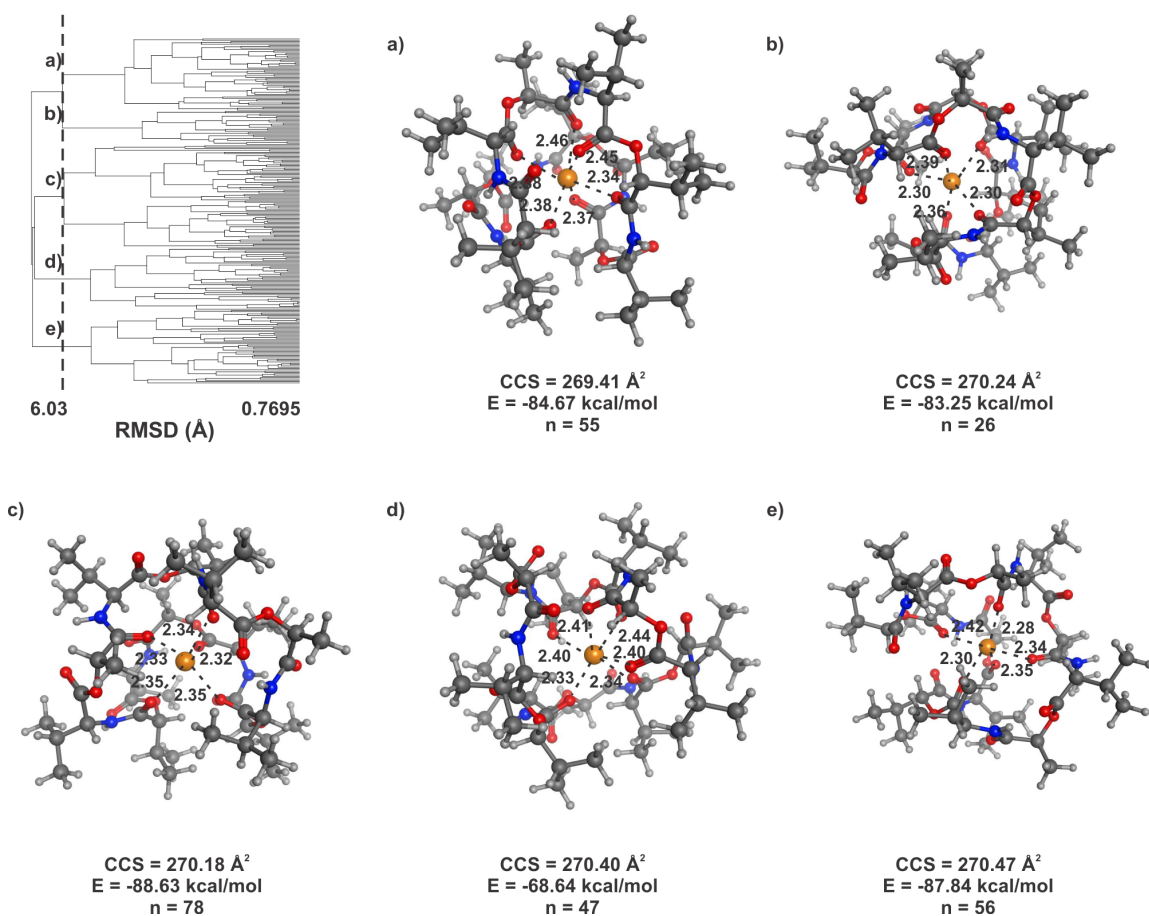 a)
b)
c)
d)
e)
6.03 0.7695
RMSD (Å)
a)
2.46
2.45
2.34
2.38
2.37
CCS = 269.41 Å²
E = -84.67 kcal/mol
n = 55
b)
2.39
2.31
2.30
2.30
2.36
CCS = 270.24 Å²
E = -83.25 kcal/mol
n = 26
c)
2.34
2.33
2.32
2.35
2.35
CCS = 270.18 Å²
E = -88.63 kcal/mol
n = 78
d)
2.41
2.44
2.40
2.40
2.33
2.34
CCS = 270.40 Å²
E = -68.64 kcal/mol
n = 47
e)
2.42
2.28
2.34
2.30
2.35
CCS = 270.47 Å²
E = -87.84 kcal/mol
n = 56